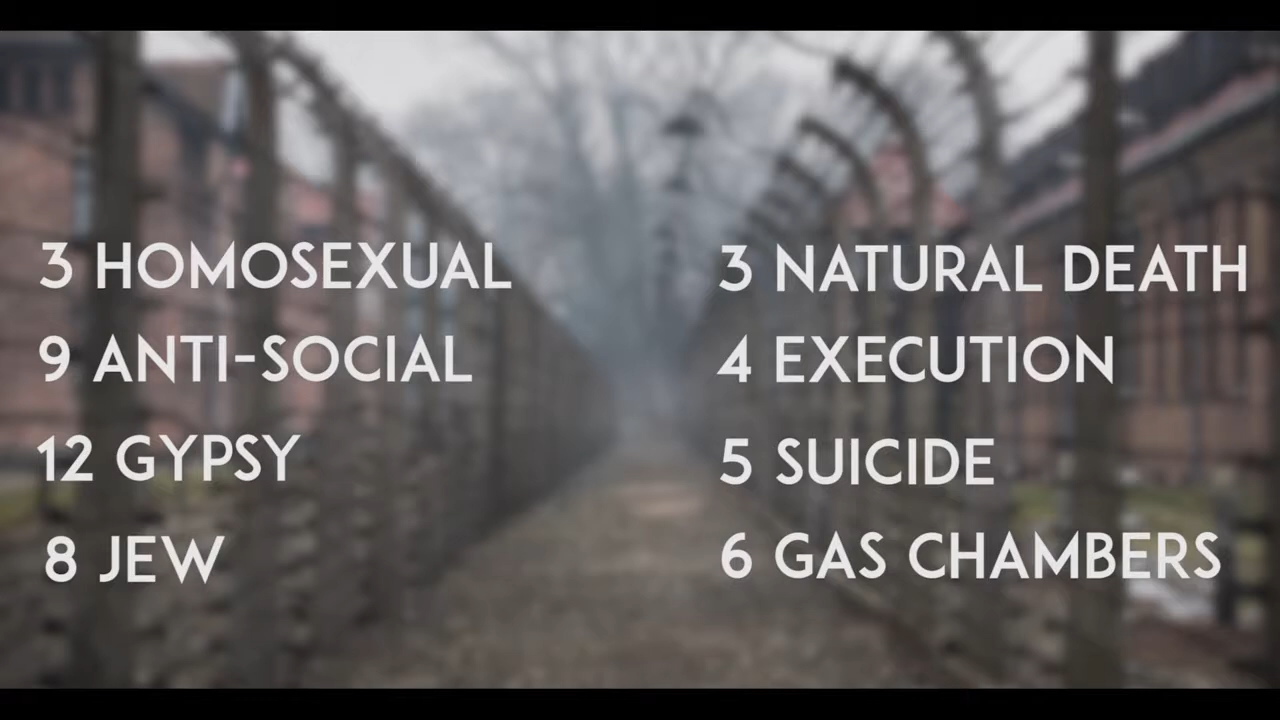 3 HOMOSEXUAL
9 ANTI-SOCIAL
12 GYPSY
8 JEW
3 NATURAL DEATH
4 EXECUTION
5 SUICIDE
6 GAS CHAMBERS